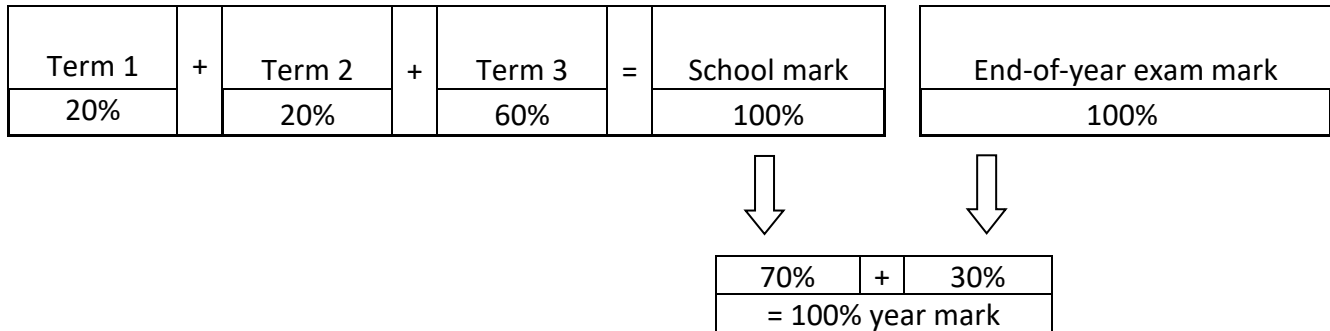 Term 1 + Term 2 + Term 3 = School mark End-of-year exam mark
20% 20% 60% 100% 100%
70% + 30%
= 100% year mark